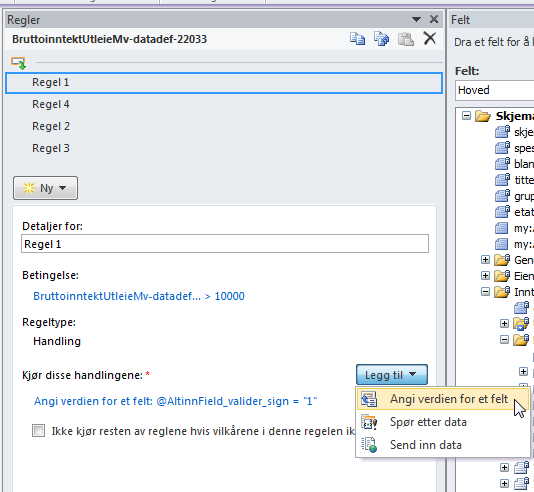 Regler
BruttoinntektUtleieMv-datadef-22033
Regel 1
Regel 4
Regel 2
Regel 3
Ny
Detaljer for:
Regel 1
Betingelse:
BruttoinntektUtleieMv-datadef... > 10000
Regeltype:
Handling
Kjør disse handlingene: *
Legg til
Angi verdien for et felt: @AltinnField_valider_sign = "1"
Ikke kjør resten av reglene hvis vilkårene i denne regelen ik
Angi verdien for et felt
Spør etter data
Send inn data
Felt
Dra et felt for å l
Felt:
Hoved
Skjema
skje
spes
blan
titte
grup
etat
my:
my:
Gene
Eien
Innt